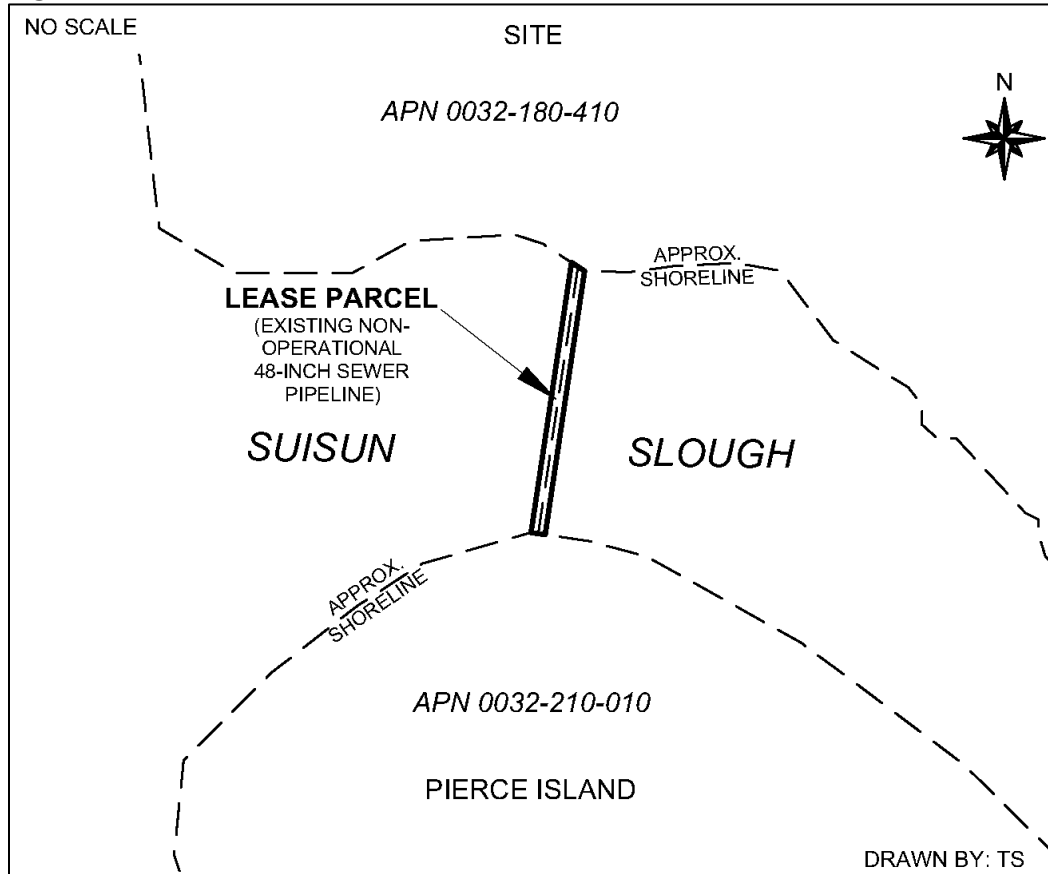 NO SCALE
SITE
APN 0032-180-410
N
APPROX.
SHORELINE
LEASE PARCEL
(EXISTING NON-
OPERATIONAL
48-INCH SEWER
PIPELINE)
SUISUN
SLOUGH
APPROX.
SHORELINE
APN 0032-210-010
PIERCE ISLAND
DRAWN BY: TS